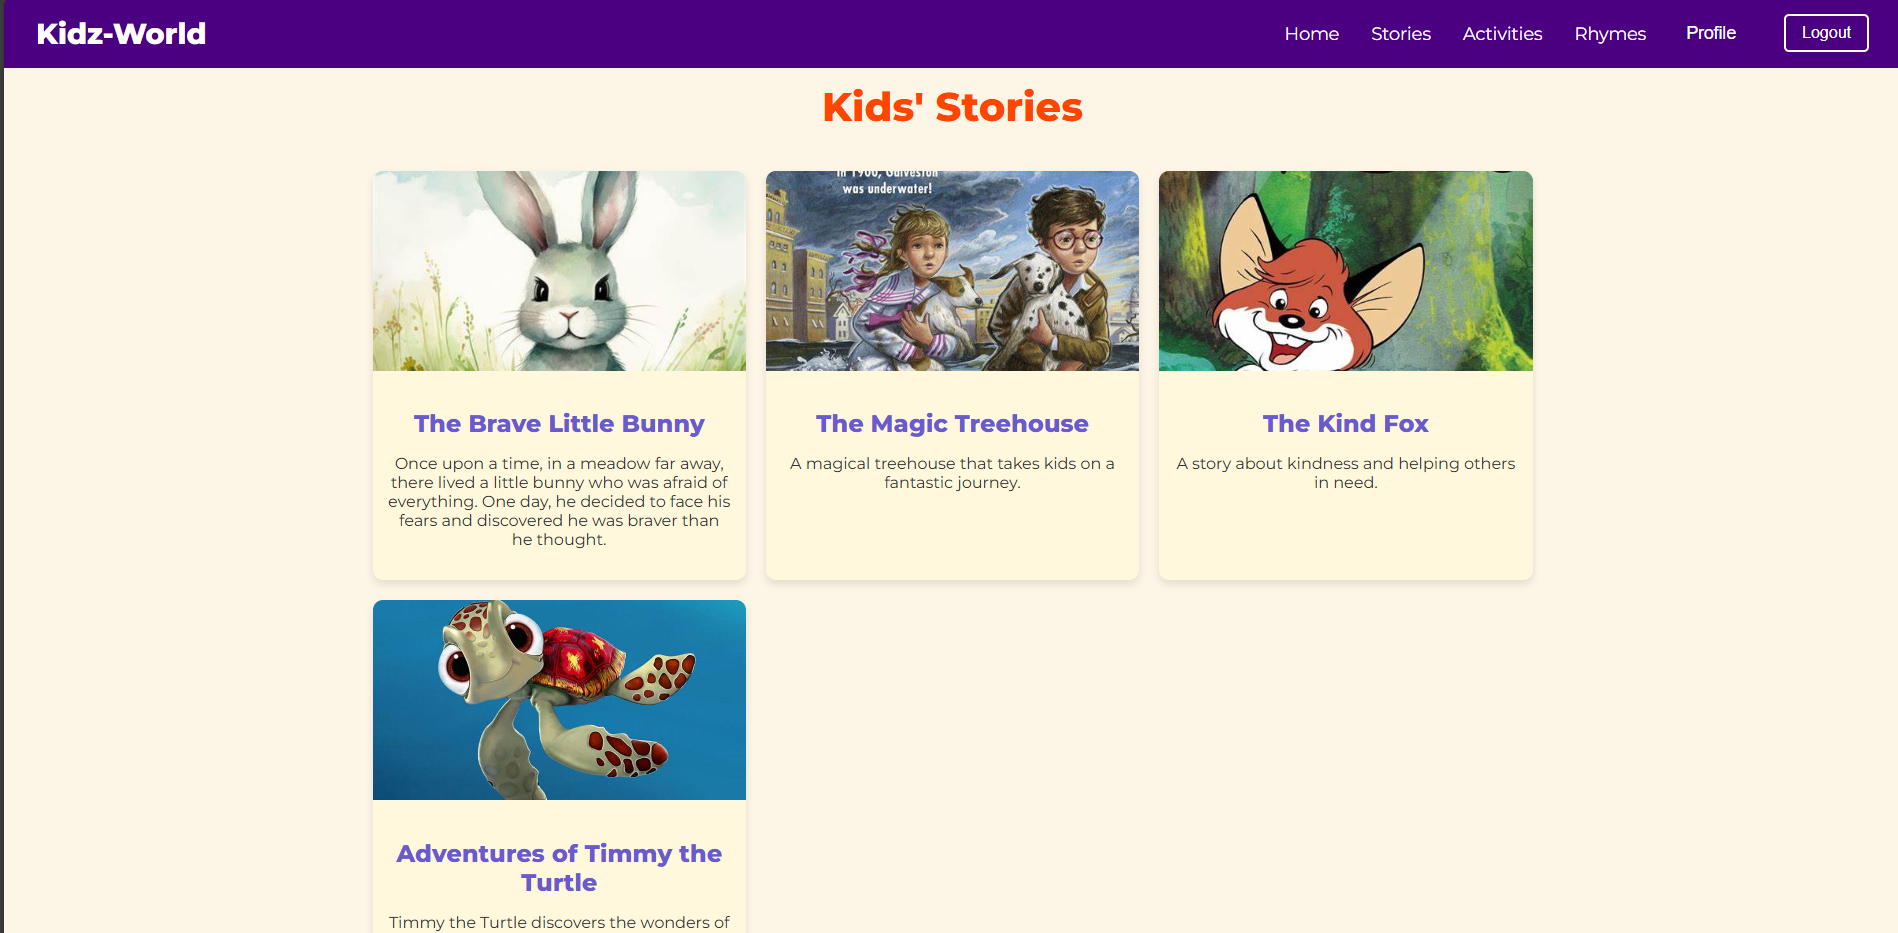 Kidz-World
Home Stories Activities Rhymes Profile Logout
Kids' Stories
In 1900, Galveston
was underwater!
The Brave Little Bunny
Once upon a time, in a meadow far away,
there lived a little bunny who was afraid of
everything. One day, he decided to face his
fears and discovered he was braver than
he thought.
The Magic Treehouse
A magical treehouse that takes kids on a
fantastic journey.
The Kind Fox
A story about kindness and helping others
in need.
Adventures of Timmy the
Turtle
Timmy the Turtle discovers the wonders of